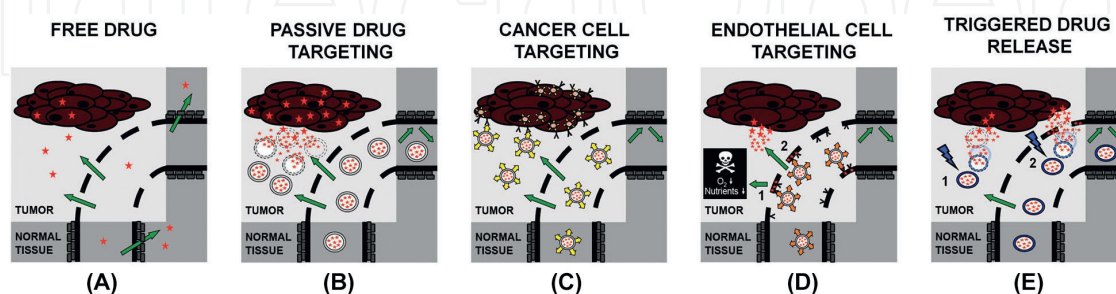 FREE DRUG
PASSIVE DRUG
TARGETING
CANCER CELL
TARGETING
ENDOTHELIAL CELL
TARGETING
TRIGGERED DRUG
RELEASE
TUMOR
NORMAL
TISSUE
(A)
TUMOR
NORMAL
TISSUE
(B)
TUMOR
NORMAL
TISSUE
(C)
2
O₂ ↓
Nutrients ↓
1
TUMOR
NORMAL
TISSUE
(D)
1
2
TUMOR
NORMAL
TISSUE
(E)